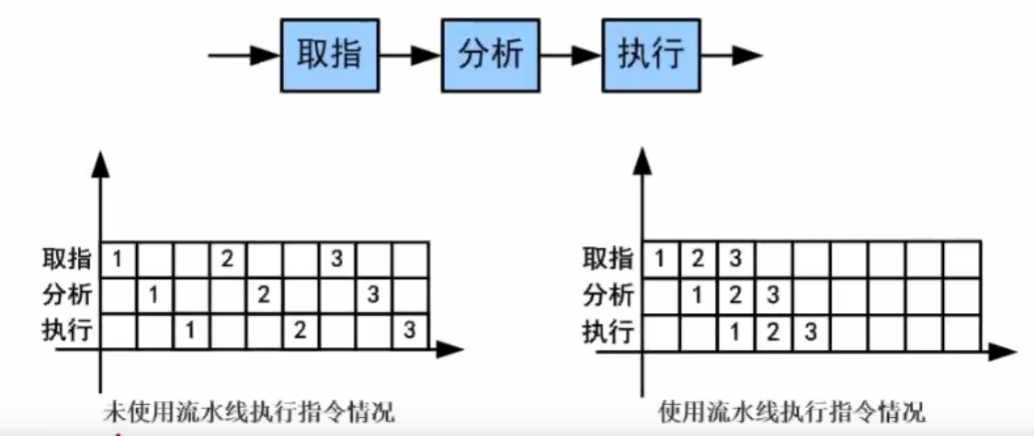 取指 分析 执行
取指 1 2 3
分析 1 2 3
执行 1 2 3
未使用流水线执行指令情况
取指 1 2 3
分析 1 2 3
执行 1 2 3
使用流水线执行指令情况